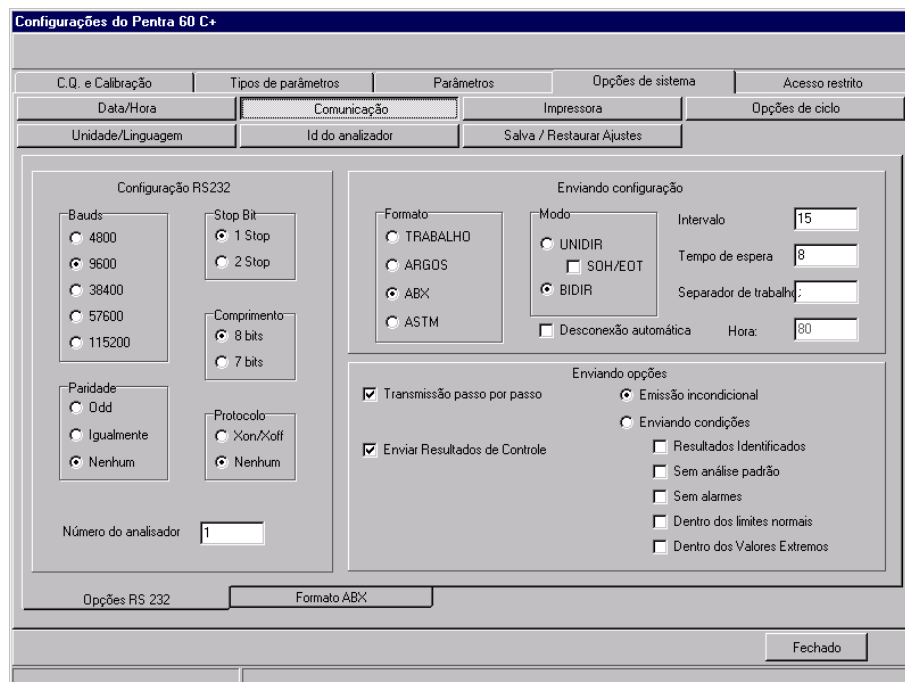 Configurações do Pentra 60 C+
C.Q. e Calibração
Tipos de parâmetros
Parâmetros
Opções de sistema
Acesso restrito
Data/Hora
Comunicação
Impressora
Opções de ciclo
Unidade/Linguagem
Id do analizador
Salva / Restaurar Ajustes
Configuração RS232
Bauds
4800
9600
38400
57600
115200
Stop Bit
1 Stop
2 Stop
Comprimento
8 bits
7 bits
Paridade
Odd
Igualmente
Nenhum
Protocolo
Xon/Xoff
Nenhum
Número do analisador
1
Enviando configuração
Formato
TRABALHO
ARGOS
ABX
ASTM
Modo
UNIDIR
SOH/EOT
BIDIR
Desconexão automática
Intervalo
15
Tempo de espera
8
Separador de trabalho
;
Hora:
80
Enviando opções
Transmissão passo por passo
Enviar Resultados de Controle
Emissão incondicional
Enviando condições
Resultados Identificados
Sem análise padrão
Sem alarmes
Dentro dos limites normais
Dentro dos Valores Extremos
Opções RS 232
Formato ABX
Fechado